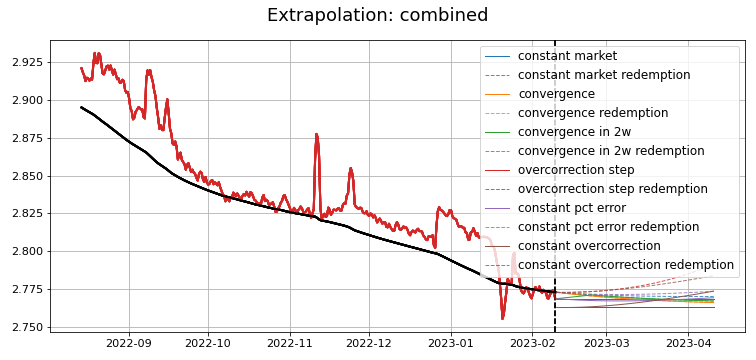 Extrapolation: combined
2.925
2.900
2.875
2.850
2.825
2.800
2.775
2.750
constant market
constant market redemption
convergence
convergence redemption
convergence in 2w
convergence in 2w redemption
overcorrection step
overcorrection step redemption
constant pct error
constant pct error redemption
constant overcorrection
constant overcorrection redemption
2022-09 2022-10 2022-11 2022-12 2023-01 2023-02 2023-03 2023-04